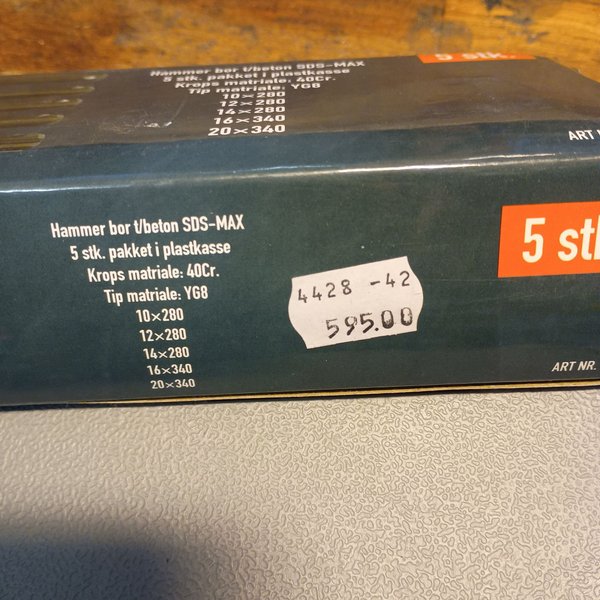 Hammer bor t/beton SDS-MAX
5 stk. pakket i plastkasse
Krops matriale: 40Cr.
Tip matriale: YG8
10×280
12×280
14×280
16×340
20×340
5 stk.
ART
Hammer bor t/beton SDS-MAX
5 stk. pakket i plastkasse
Krops matriale: 40Cr.
Tip matriale: YG8
10×280
12×280
14×280
16×340
20×340
4428 -42
595.00
5 st
ART NR.